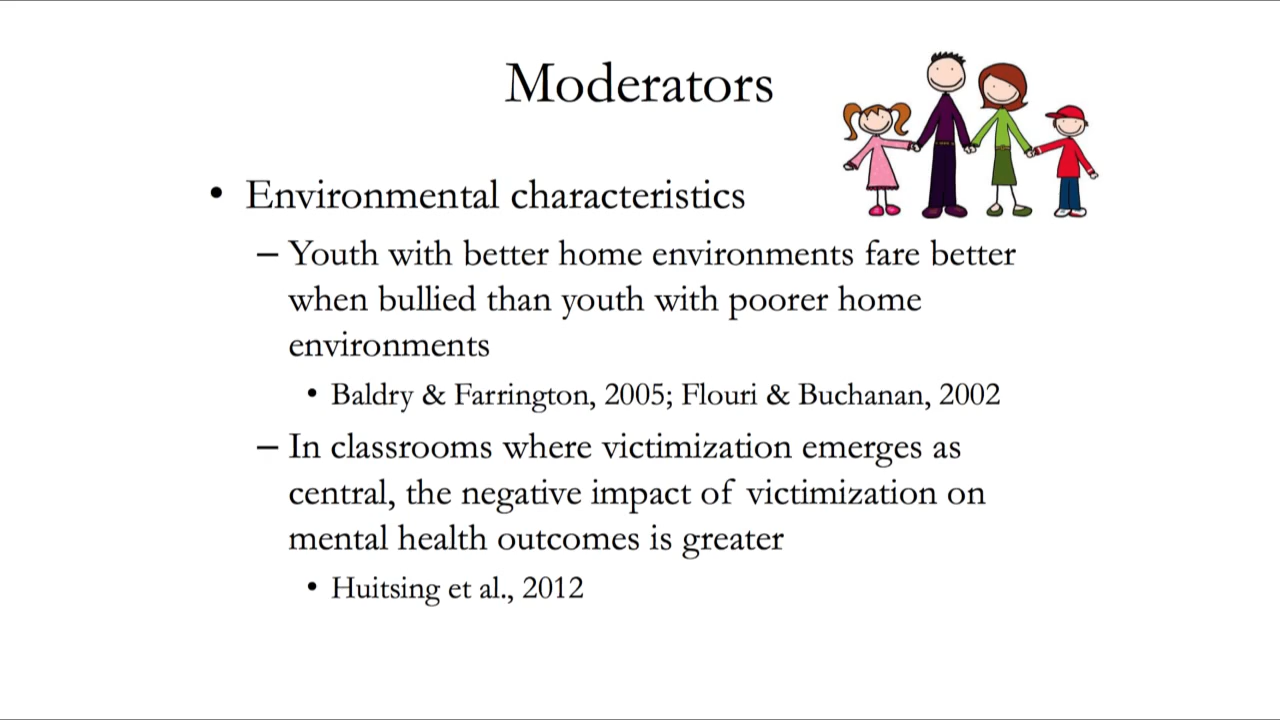 Moderators
• Environmental characteristics
– Youth with better home environments fare better
when bullied than youth with poorer home
environments
• Baldry & Farrington, 2005; Flouri & Buchanan, 2002
– In classrooms where victimization emerges as
central, the negative impact of victimization on
mental health outcomes is greater
• Huitsing et al., 2012